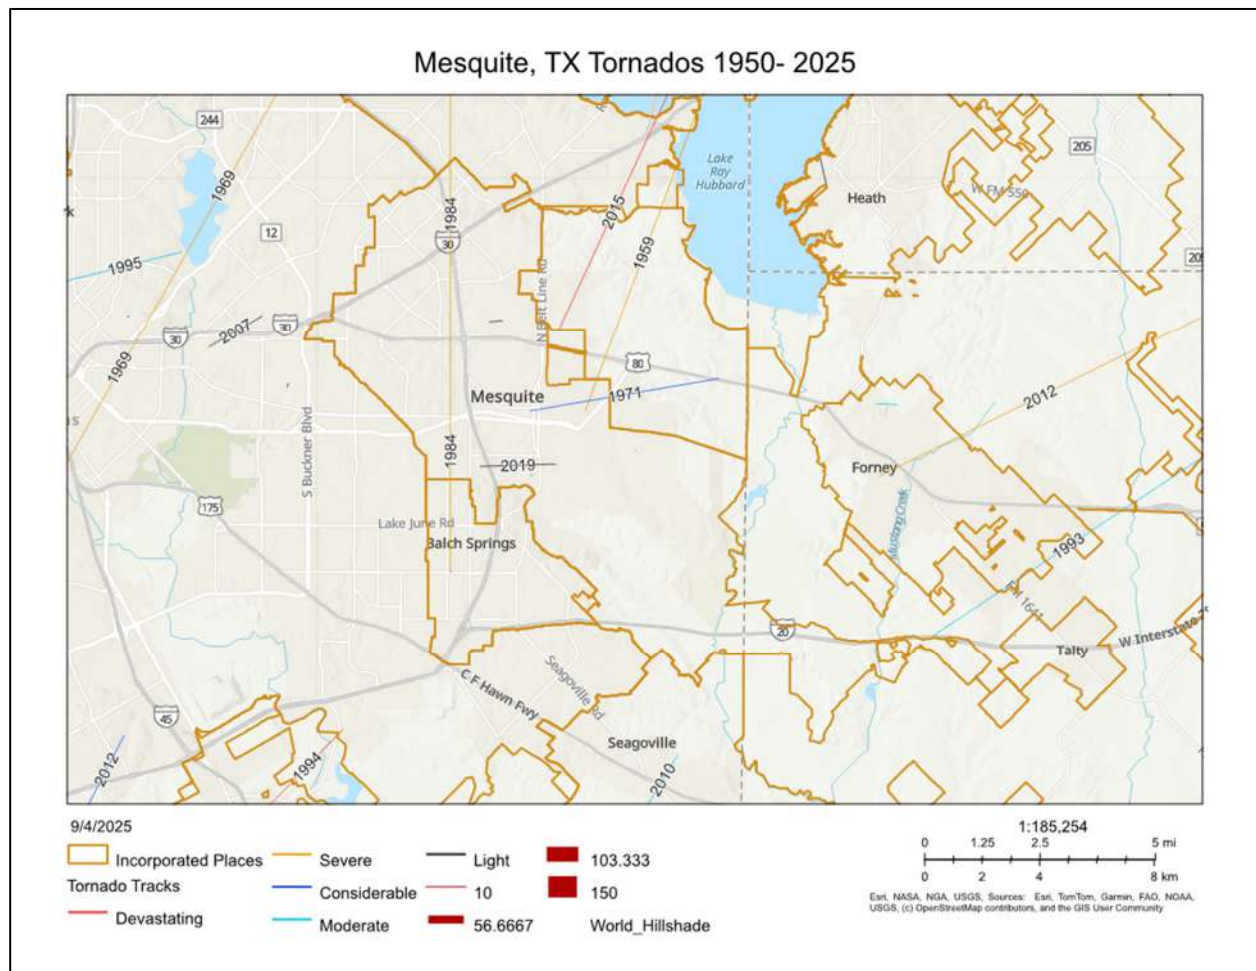 Mesquite, TX Tornados 1950- 2025
244
1969
Lake
Ray
Hubbard
205
Heath
W FM 550
12
1984
30
2015
1959
1995
N Belt Line Rd
30
2007
30
1969
80
Mesquite
1971
2012
S Buckner Blvd
1984
2019
Forney
175
Lake June Rd
Balch Springs
Mustang Creek
1993
FM 1641
20
Talty
W Interstate
Seagoville Rd
C F Hawn Fwy
45
Seagoville
2012
1994
2010
9/4/2025
1:185,254
0 1.25 2.5 5 mi
0 2 4 8 km
Incorporated Places
Tornado Tracks
Devastating
Severe
Considerable
Moderate
Light
10
56.6667
103.333
150
World_Hillshade
Esri, NASA, NGA, USGS, Sources: Esri, TomTom, Garmin, FAO, NOAA,
USGS, (c) OpenStreetMap contributors, and the GIS User Community